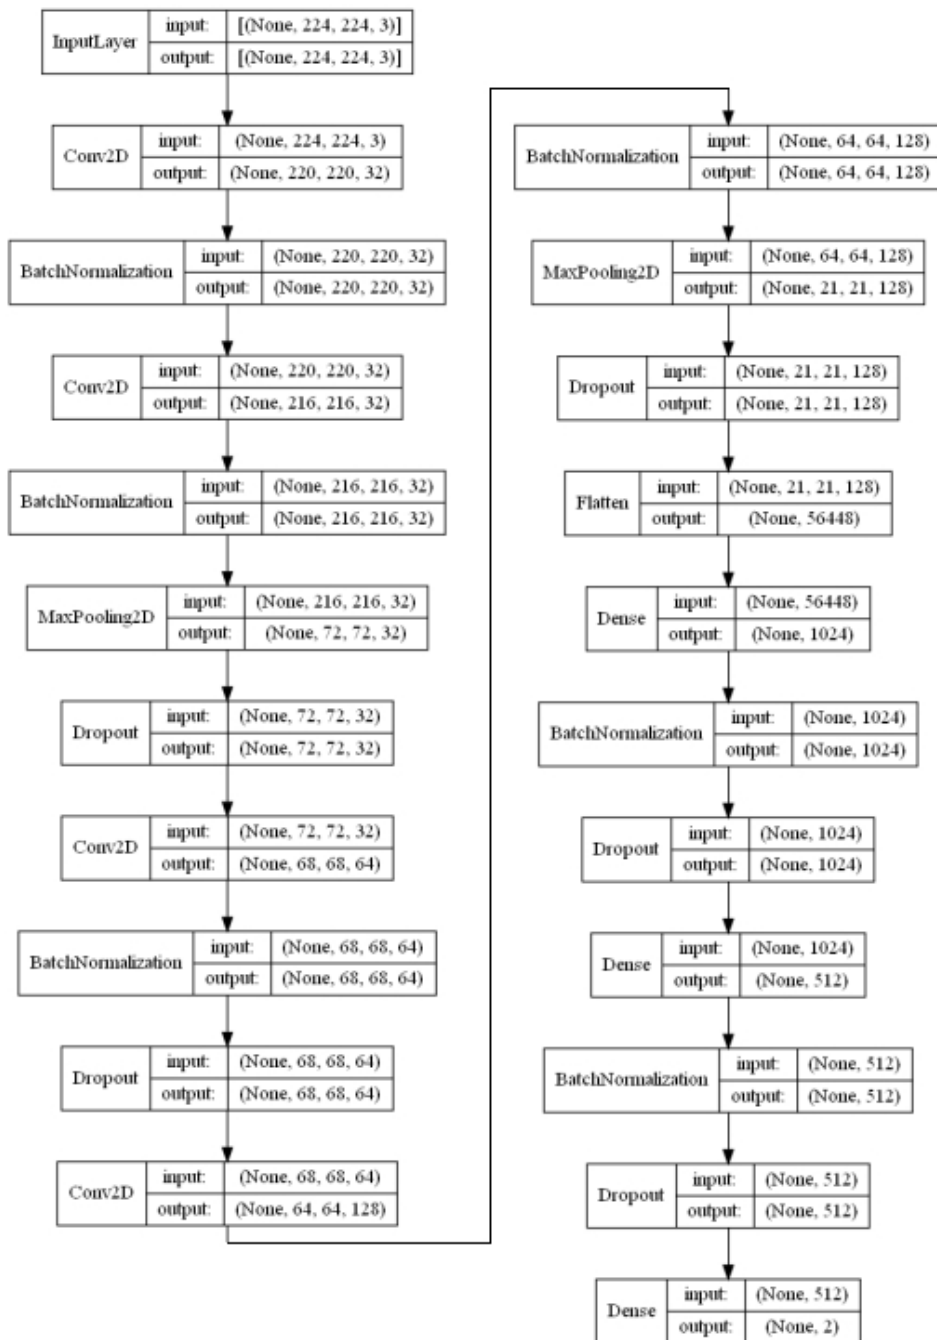 InputLayer input: [(None, 224, 224, 3)]
output: [(None, 224, 224, 3)]
Conv2D input: (None, 224, 224, 3)
output: (None, 220, 220, 32)
BatchNormalization input: (None, 220, 220, 32)
output: (None, 220, 220, 32)
Conv2D input: (None, 220, 220, 32)
output: (None, 216, 216, 32)
BatchNormalization input: (None, 216, 216, 32)
output: (None, 216, 216, 32)
MaxPooling2D input: (None, 216, 216, 32)
output: (None, 72, 72, 32)
Dropout input: (None, 72, 72, 32)
output: (None, 72, 72, 32)
Conv2D input: (None, 72, 72, 32)
output: (None, 68, 68, 64)
BatchNormalization input: (None, 68, 68, 64)
output: (None, 68, 68, 64)
Dropout input: (None, 68, 68, 64)
output: (None, 68, 68, 64)
Conv2D input: (None, 68, 68, 64)
output: (None, 64, 64, 128)
BatchNormalization input: (None, 64, 64, 128)
output: (None, 64, 64, 128)
MaxPooling2D input: (None, 64, 64, 128)
output: (None, 21, 21, 128)
Dropout input: (None, 21, 21, 128)
output: (None, 21, 21, 128)
Flatten input: (None, 21, 21, 128)
output: (None, 56448)
Dense input: (None, 56448)
output: (None, 1024)
BatchNormalization input: (None, 1024)
output: (None, 1024)
Dropout input: (None, 1024)
output: (None, 1024)
Dense input: (None, 1024)
output: (None, 512)
BatchNormalization input: (None, 512)
output: (None, 512)
Dropout input: (None, 512)
output: (None, 512)
Dense input: (None, 512)
output: (None, 2)